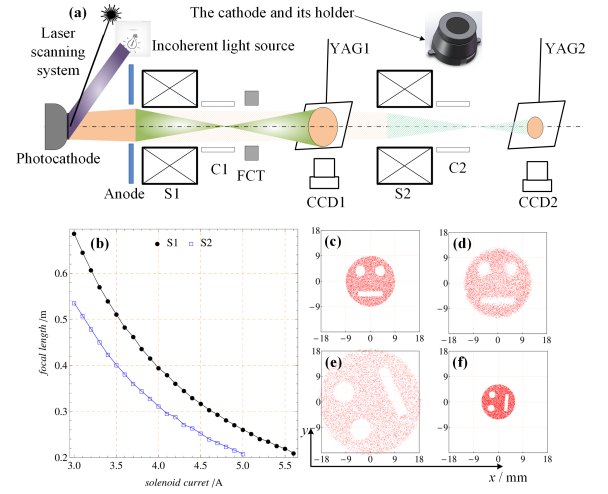 The cathode and its holder
(a)
Laser
scanning
system
Incoherent light source
YAG1
YAG2
Photocathode
Anode
S1
C1
FCT
CCD1
S2
C2
CCD2
(b)
S1
S2
focal length /m
0.6
0.5
0.4
0.3
0.2
3.0
3.5
4.0
4.5
5.0
5.5
solenoid curret /A
(c)
18
9
0
-9
-18
-18 -9 0 9 18
(d)
18
9
0
-9
-18
-18 -9 0 9 18
(e)
18
9
0
-9
-18
-18 -9 0 9 18
(f)
18
9
0
-9
-18
-18 -9 0 9 18
y
x / mm